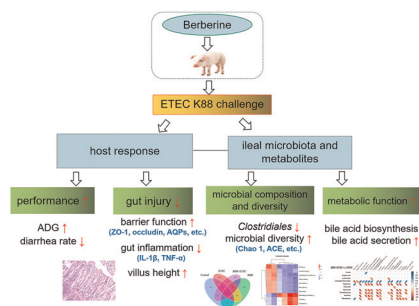 Berberine
ETEC K88 challenge
host response
ileal microbiota and
metabolites
performance ↑
gut injury ↓
microbial composition
and diversity
metabolic function ↑
ADG ↑
diarrhea rate ↓
barrier function ↑
(ZO-1, occludin, AQPs, etc.)
gut inflammation ↓
(IL-1β, TNF-α)
villus height ↑
Clostridiales ↓
microbial diversity ↑
(Chao 1, ACE, etc.)
bile acid biosynthesis
bile acid secretion ↑